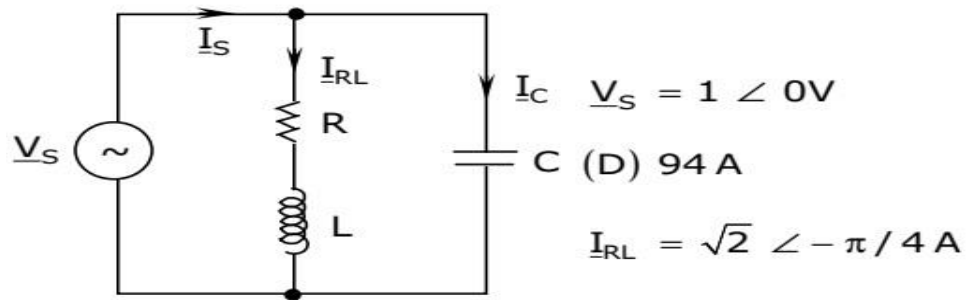 I_S
I_RL
R
L
V_S
~
I_C V_S = 1 ∠ 0V
C (D) 94 A
I_RL = √2 ∠ −π / 4 A